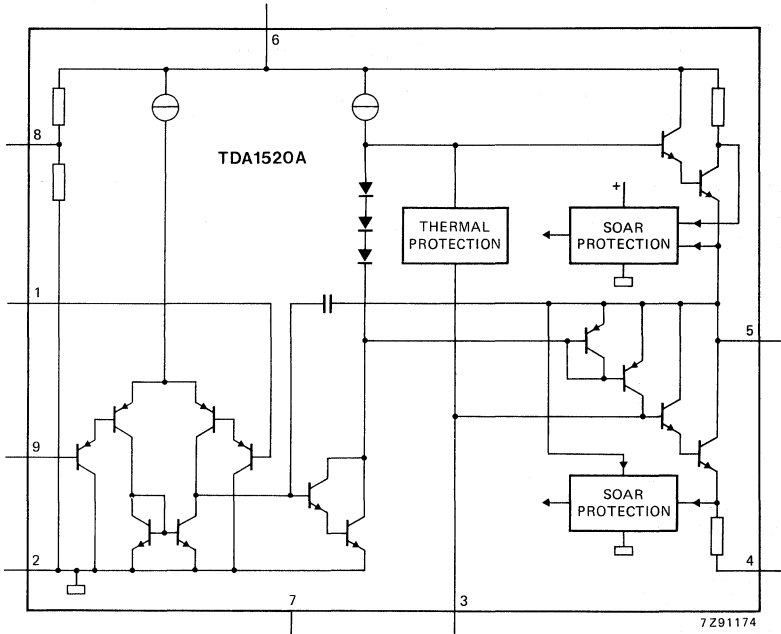 6
8
TDA1520A
+
THERMAL
PROTECTION
SOAR
PROTECTION
1
5
9
SOAR
PROTECTION
2
4
7
3
7Z91174